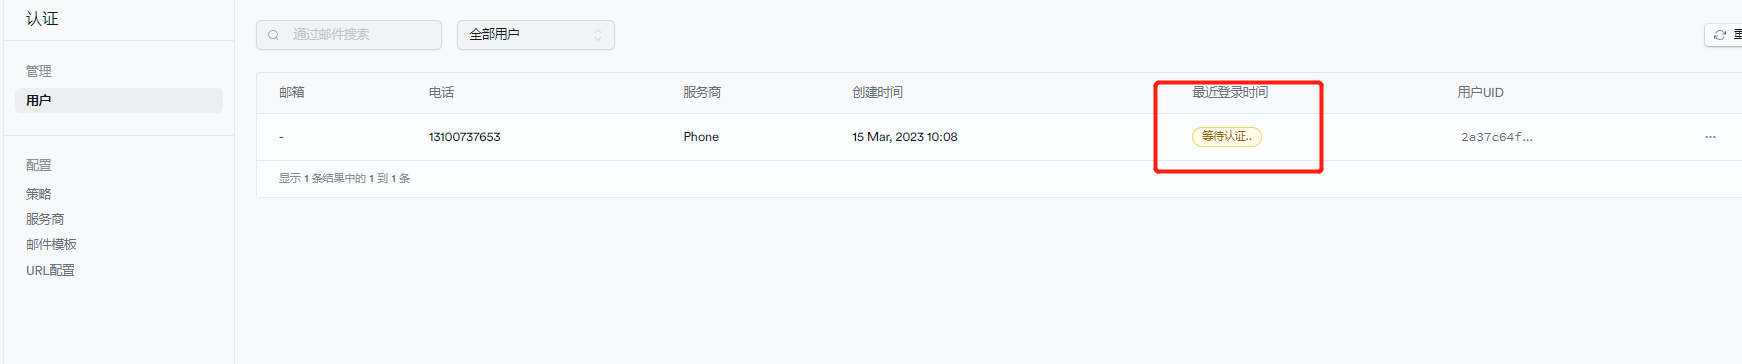 认证
通过邮件搜索
全部用户
重
管理
用户
邮箱 电话 服务商 创建时间 最近登录时间 用户UID
- 13100737653 Phone 15 Mar, 2023 10:08 等待认证.. 2a37c64f... ...
显示 1 条结果中的 1 到 1 条
配置
策略
服务商
邮件模板
URL配置